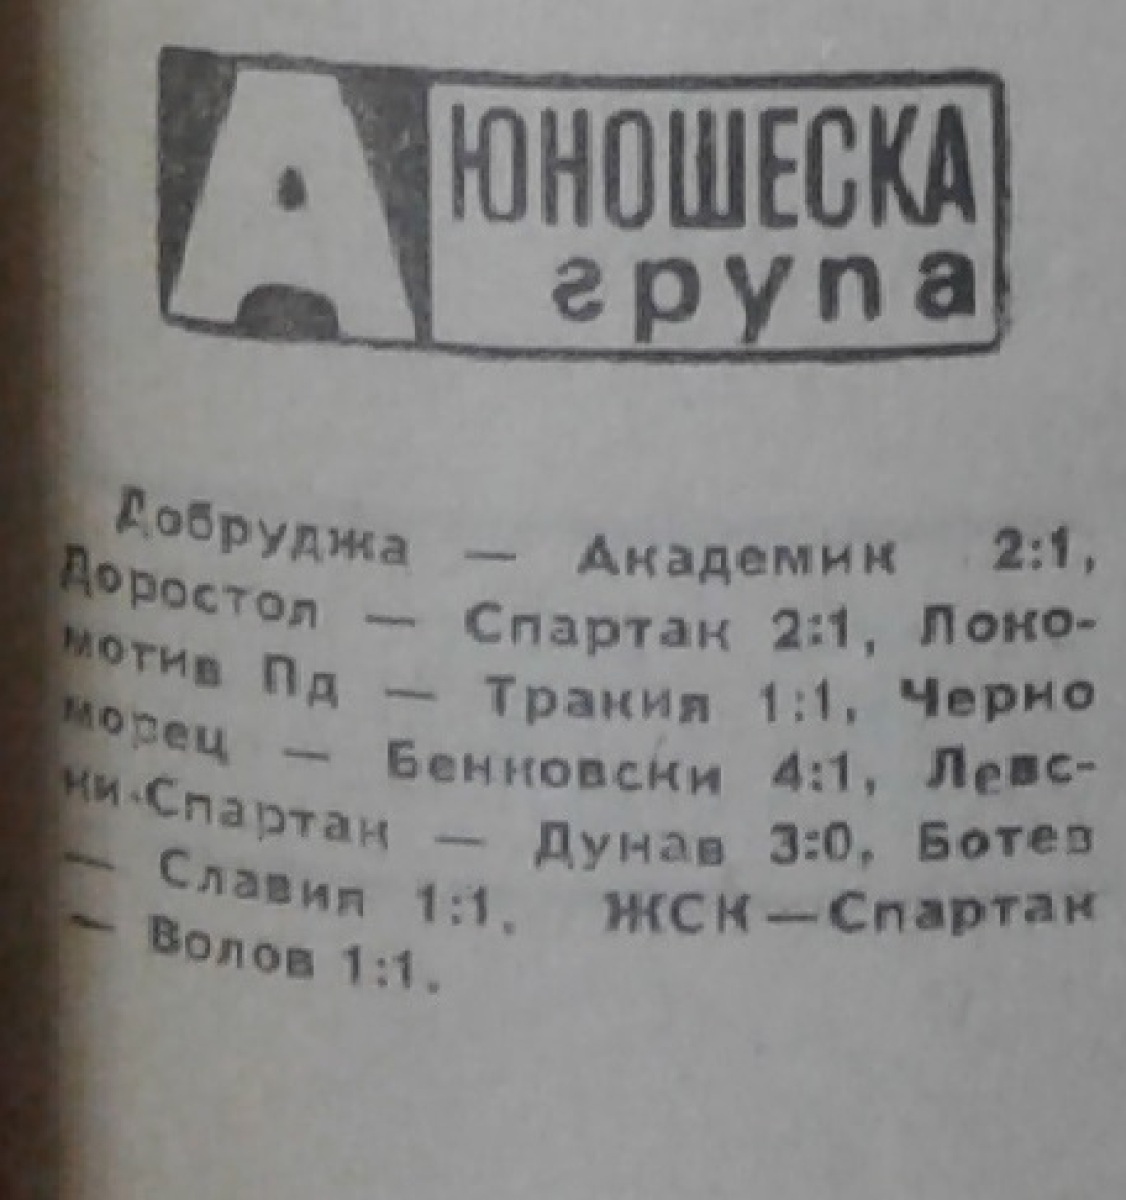 А ЮНОШЕСКА
група
Добруджа — Академик 2:1,
Доростол — Спартак 2:1, Локо-
мотив Пд — Тракия 1:1, Черно
морец — Бенковски 4:1, Левс-
ки-Спартак — Дунав 3:0, Ботев
— Славия 1:1. ЖСК—Спартак
— Волов 1:1.